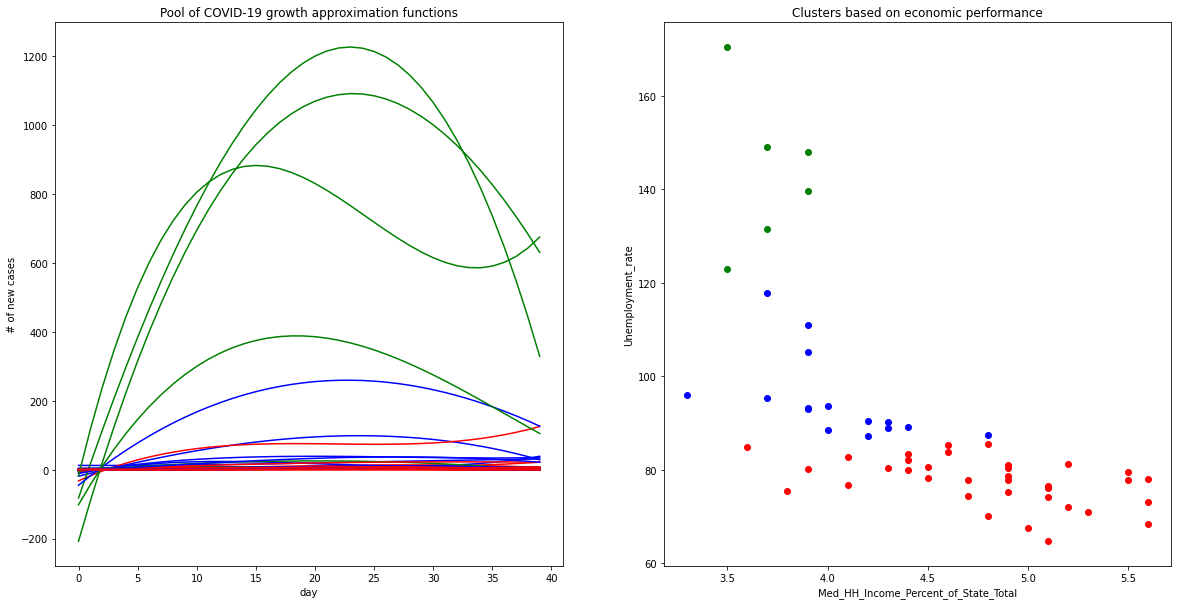 Pool of COVID-19 growth approximation functions
# of new cases
1200
1000
800
600
400
200
0
−200
0 5 10 15 20 25 30 35 40
day
Clusters based on economic performance
Unemployment_rate
160
140
120
100
80
60
3.5 4.0 4.5 5.0 5.5
Med_HH_Income_Percent_of_State_Total